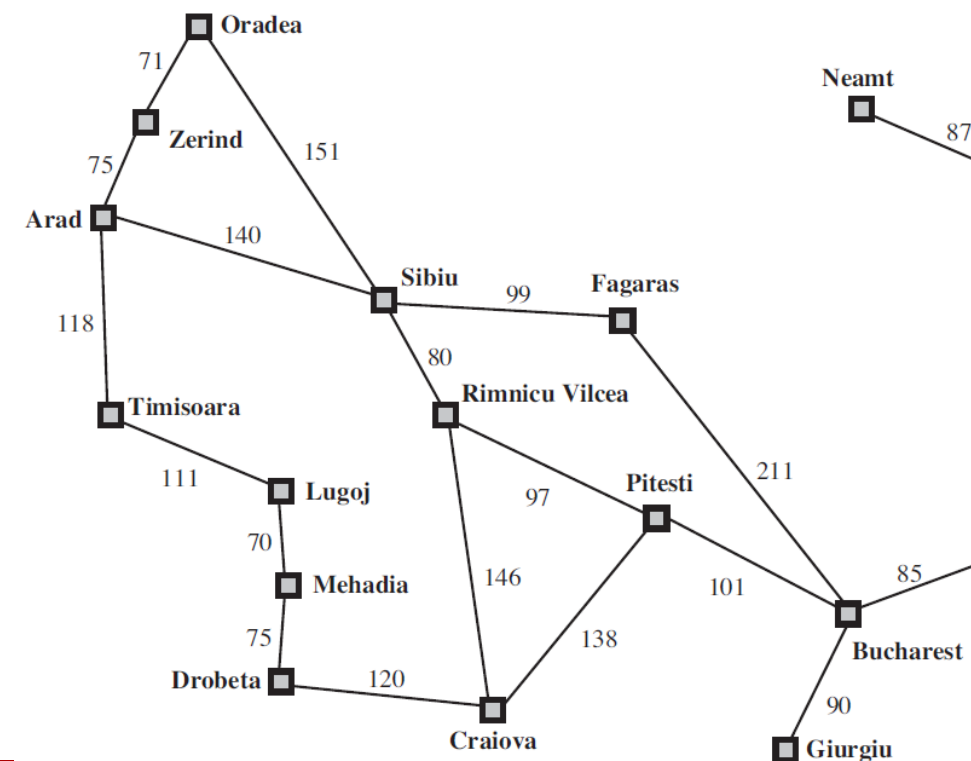 Oradea
71
Neamt
87
Zerind
151
75
Arad
140
Sibiu
99
Fagaras
118
80
Timisoara
Rimnicu Vilcea
111
Lugoj
97
Pitesti
211
70
Mehadia
146
101
85
75
138
Bucharest
Drobeta
120
90
Craiova
Giurgiu